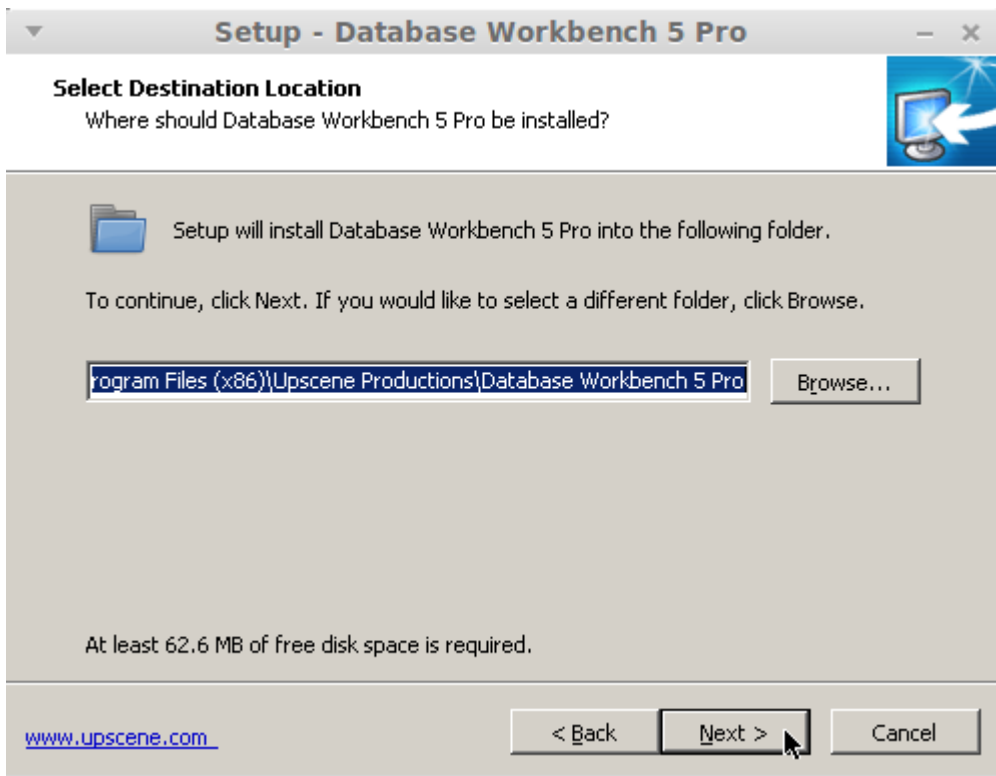 Setup - Database Workbench 5 Pro
Select Destination Location
Where should Database Workbench 5 Pro be installed?
Setup will install Database Workbench 5 Pro into the following folder.
To continue, click Next. If you would like to select a different folder, click Browse.
rogram Files (x86)\Upscene Productions\Database Workbench 5 Pro
Browse...
At least 62.6 MB of free disk space is required.
www.upscene.com
< Back
Next >
Cancel